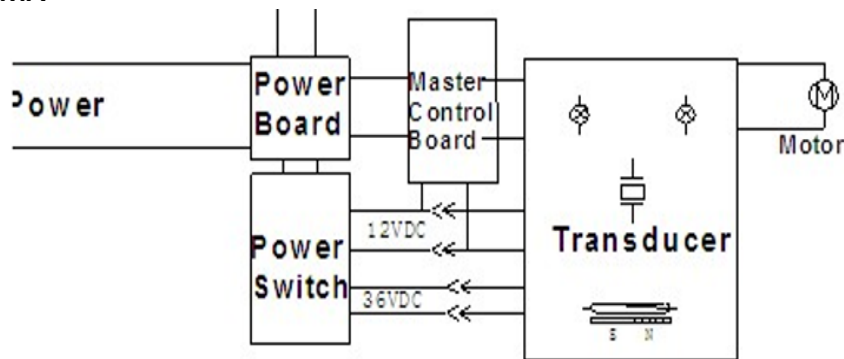 Power
Power
Board
Master
Control
Board
M
Motor
12VDC
Power
Switch
36VDC
Transducer
S N